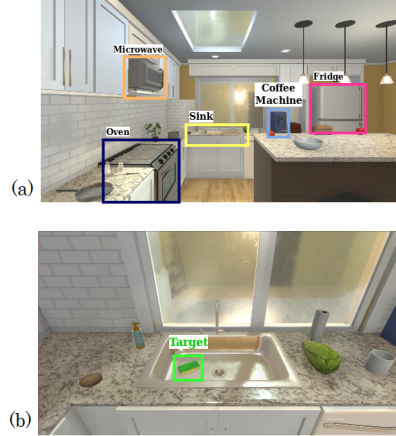 Microwave
Fridge
Coffee
Machine
Sink
Oven
(a)
Target
(b)